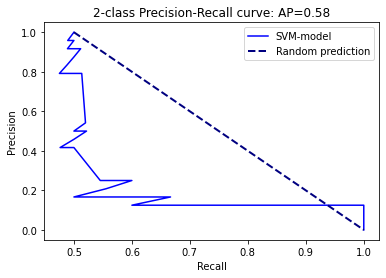 2-class Precision-Recall curve: AP=0.58
SVM-model
Random prediction
Precision
1.0
0.8
0.6
0.4
0.2
0.0
0.5
0.6
0.7
0.8
0.9
1.0
Recall